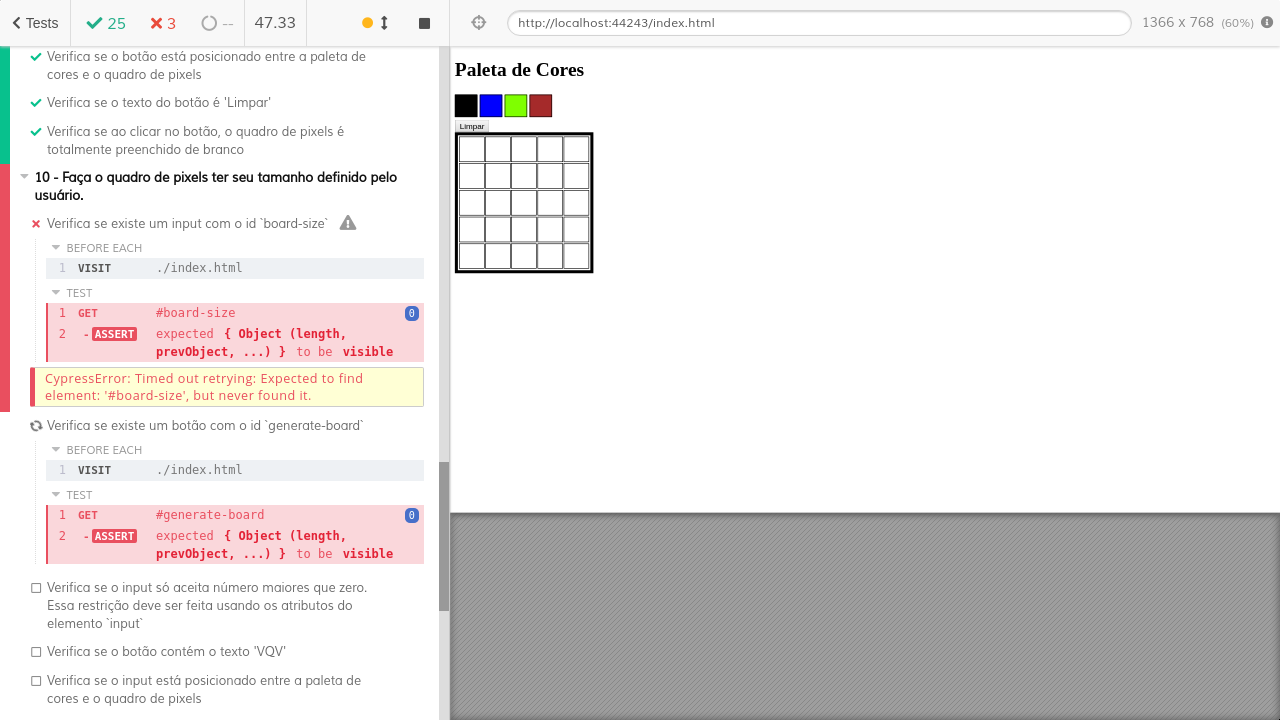 Tests
25
3
--
47.33
http://localhost:44243/index.html
1366 x 768 (60%)
Verifica se o botão está posicionado entre a paleta de
cores e o quadro de pixels
Verifica se o texto do botão é 'Limpar'
Verifica se ao clicar no botão, o quadro de pixels é
totalmente preenchido de branco
10 - Faça o quadro de pixels ter seu tamanho definido pelo
usuário.
Verifica se existe um input com o id `board-size`
BEFORE EACH
1 VISIT ./index.html
TEST
1 GET #board-size 0
2 -ASSERT expected { Object (length,
prevObject, ...) } to be visible
CypressError: Timed out retrying: Expected to find
element: '#board-size', but never found it.
Verifica se existe um botão com o id `generate-board`
BEFORE EACH
1 VISIT ./index.html
TEST
1 GET #generate-board 0
2 -ASSERT expected { Object (length,
prevObject, ...) } to be visible
Verifica se o input só aceita número maiores que zero.
Essa restrição deve ser feita usando os atributos do
elemento `input`
Verifica se o botão contém o texto 'VQV'
Verifica se o input está posicionado entre a paleta de
cores e o quadro de pixels
Paleta de Cores
Limpar